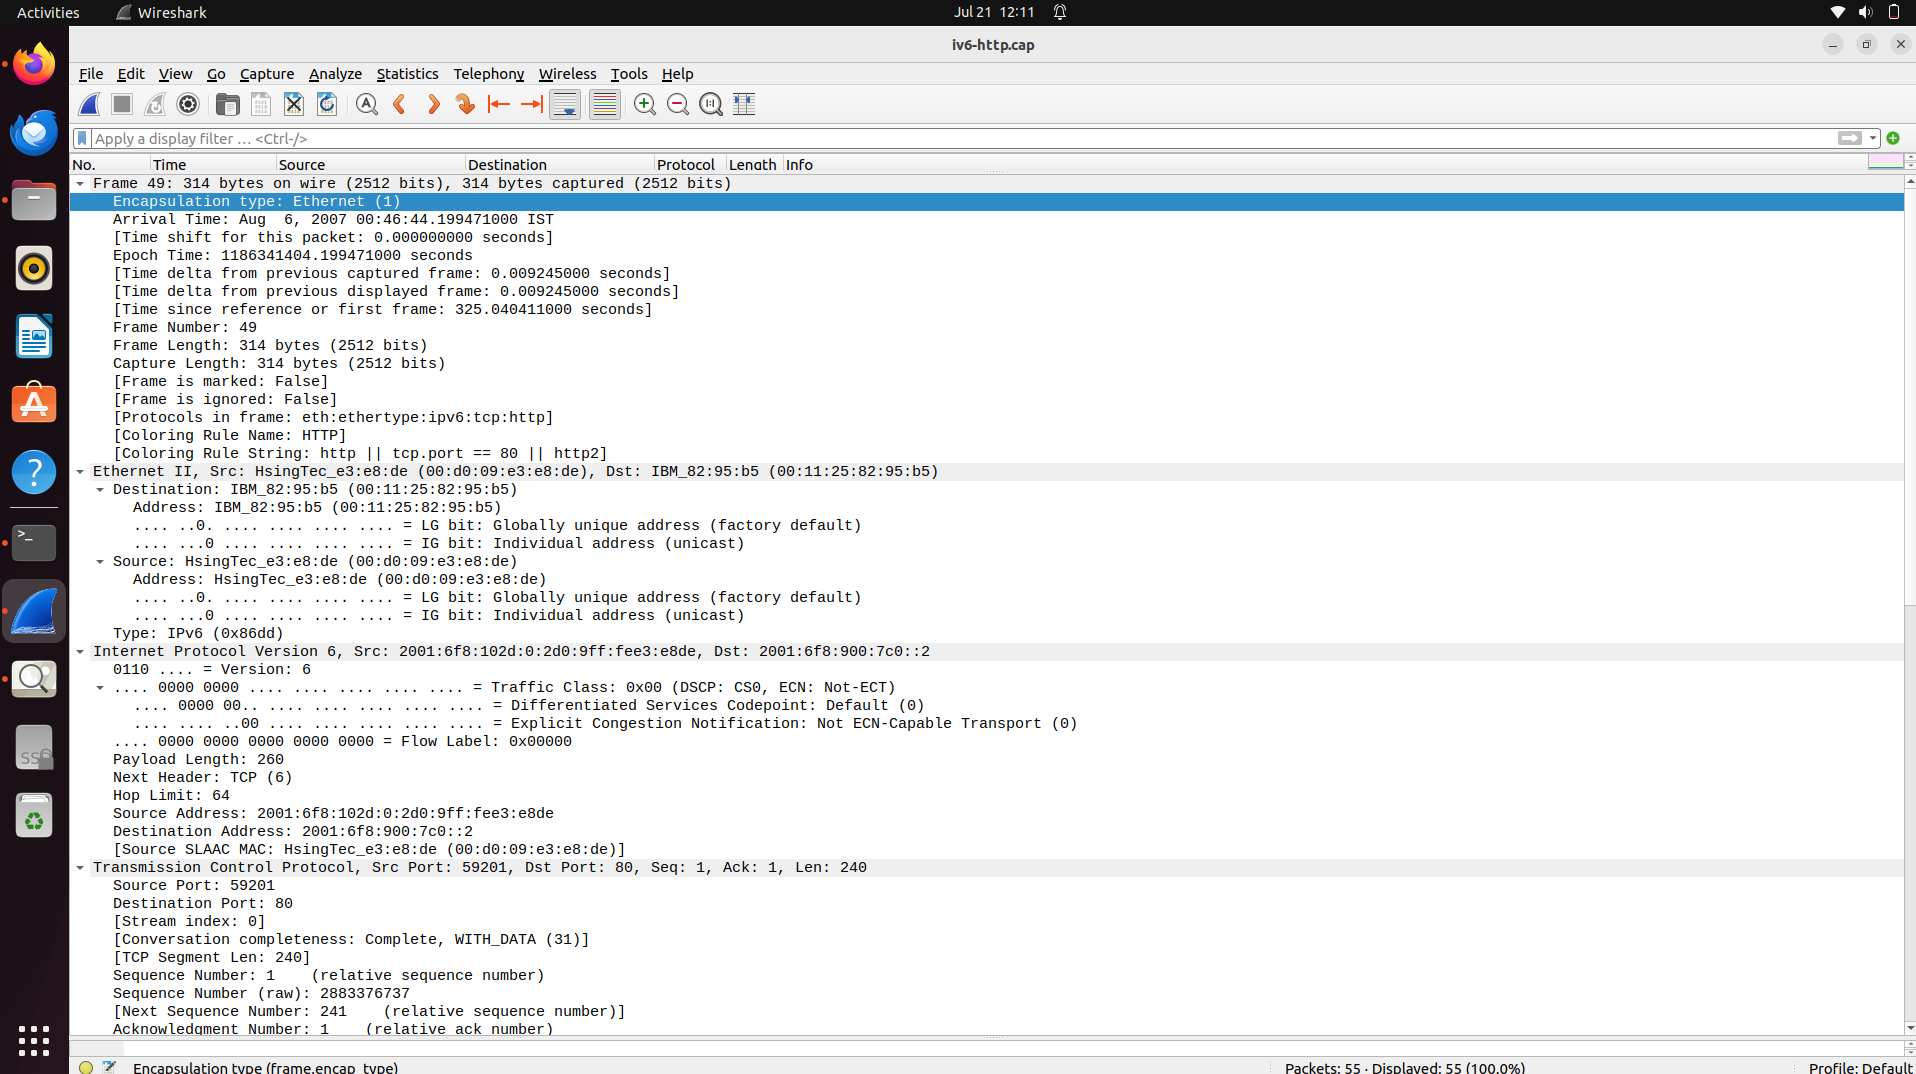 Activities Wireshark Jul 21 12:11
iv6-http.cap
File Edit View Go Capture Analyze Statistics Telephony Wireless Tools Help
Apply a display filter … <Ctrl-/>
No. Time Source Destination Protocol Length Info
Frame 49: 314 bytes on wire (2512 bits), 314 bytes captured (2512 bits)
Encapsulation type: Ethernet (1)
Arrival Time: Aug  6, 2007 00:46:44.199471000 IST
[Time shift for this packet: 0.000000000 seconds]
Epoch Time: 1186341404.199471000 seconds
[Time delta from previous captured frame: 0.009245000 seconds]
[Time delta from previous displayed frame: 0.009245000 seconds]
[Time since reference or first frame: 325.040411000 seconds]
Frame Number: 49
Frame Length: 314 bytes (2512 bits)
Capture Length: 314 bytes (2512 bits)
[Frame is marked: False]
[Frame is ignored: False]
[Protocols in frame: eth:ethertype:ipv6:tcp:http]
[Coloring Rule Name: HTTP]
[Coloring Rule String: http || tcp.port == 80 || http2]
Ethernet II, Src: HsingTec_e3:e8:de (00:d0:09:e3:e8:de), Dst: IBM_82:95:b5 (00:11:25:82:95:b5)
Destination: IBM_82:95:b5 (00:11:25:82:95:b5)
Address: IBM_82:95:b5 (00:11:25:82:95:b5)
.... ..0. .... .... .... .... = LG bit: Globally unique address (factory default)
.... ...0 .... .... .... .... = IG bit: Individual address (unicast)
Source: HsingTec_e3:e8:de (00:d0:09:e3:e8:de)
Address: HsingTec_e3:e8:de (00:d0:09:e3:e8:de)
.... ..0. .... .... .... .... = LG bit: Globally unique address (factory default)
.... ...0 .... .... .... .... = IG bit: Individual address (unicast)
Type: IPv6 (0x86dd)
Internet Protocol Version 6, Src: 2001:6f8:102d:0:2d0:9ff:fee3:e8de, Dst: 2001:6f8:900:7c0::2
0110 .... = Version: 6
.... 0000 0000 .... .... .... .... .... = Traffic Class: 0x00 (DSCP: CS0, ECN: Not-ECT)
.... 0000 00.. .... .... .... .... .... = Differentiated Services Codepoint: Default (0)
.... .... ..00 .... .... .... .... .... = Explicit Congestion Notification: Not ECN-Capable Transport (0)
.... 0000 0000 0000 0000 0000 = Flow Label: 0x00000
Payload Length: 260
Next Header: TCP (6)
Hop Limit: 64
Source Address: 2001:6f8:102d:0:2d0:9ff:fee3:e8de
Destination Address: 2001:6f8:900:7c0::2
[Source SLAAC MAC: HsingTec_e3:e8:de (00:d0:09:e3:e8:de)]
Transmission Control Protocol, Src Port: 59201, Dst Port: 80, Seq: 1, Ack: 1, Len: 240
Source Port: 59201
Destination Port: 80
[Stream index: 0]
[Conversation completeness: Complete, WITH_DATA (31)]
[TCP Segment Len: 240]
Sequence Number: 1    (relative sequence number)
Sequence Number (raw): 2883376737
[Next Sequence Number: 241    (relative sequence number)]
Acknowledgment Number: 1    (relative ack number)
Encapsulation type (frame.encap_type) Packets: 55 · Displayed: 55 (100.0%) Profile: Default